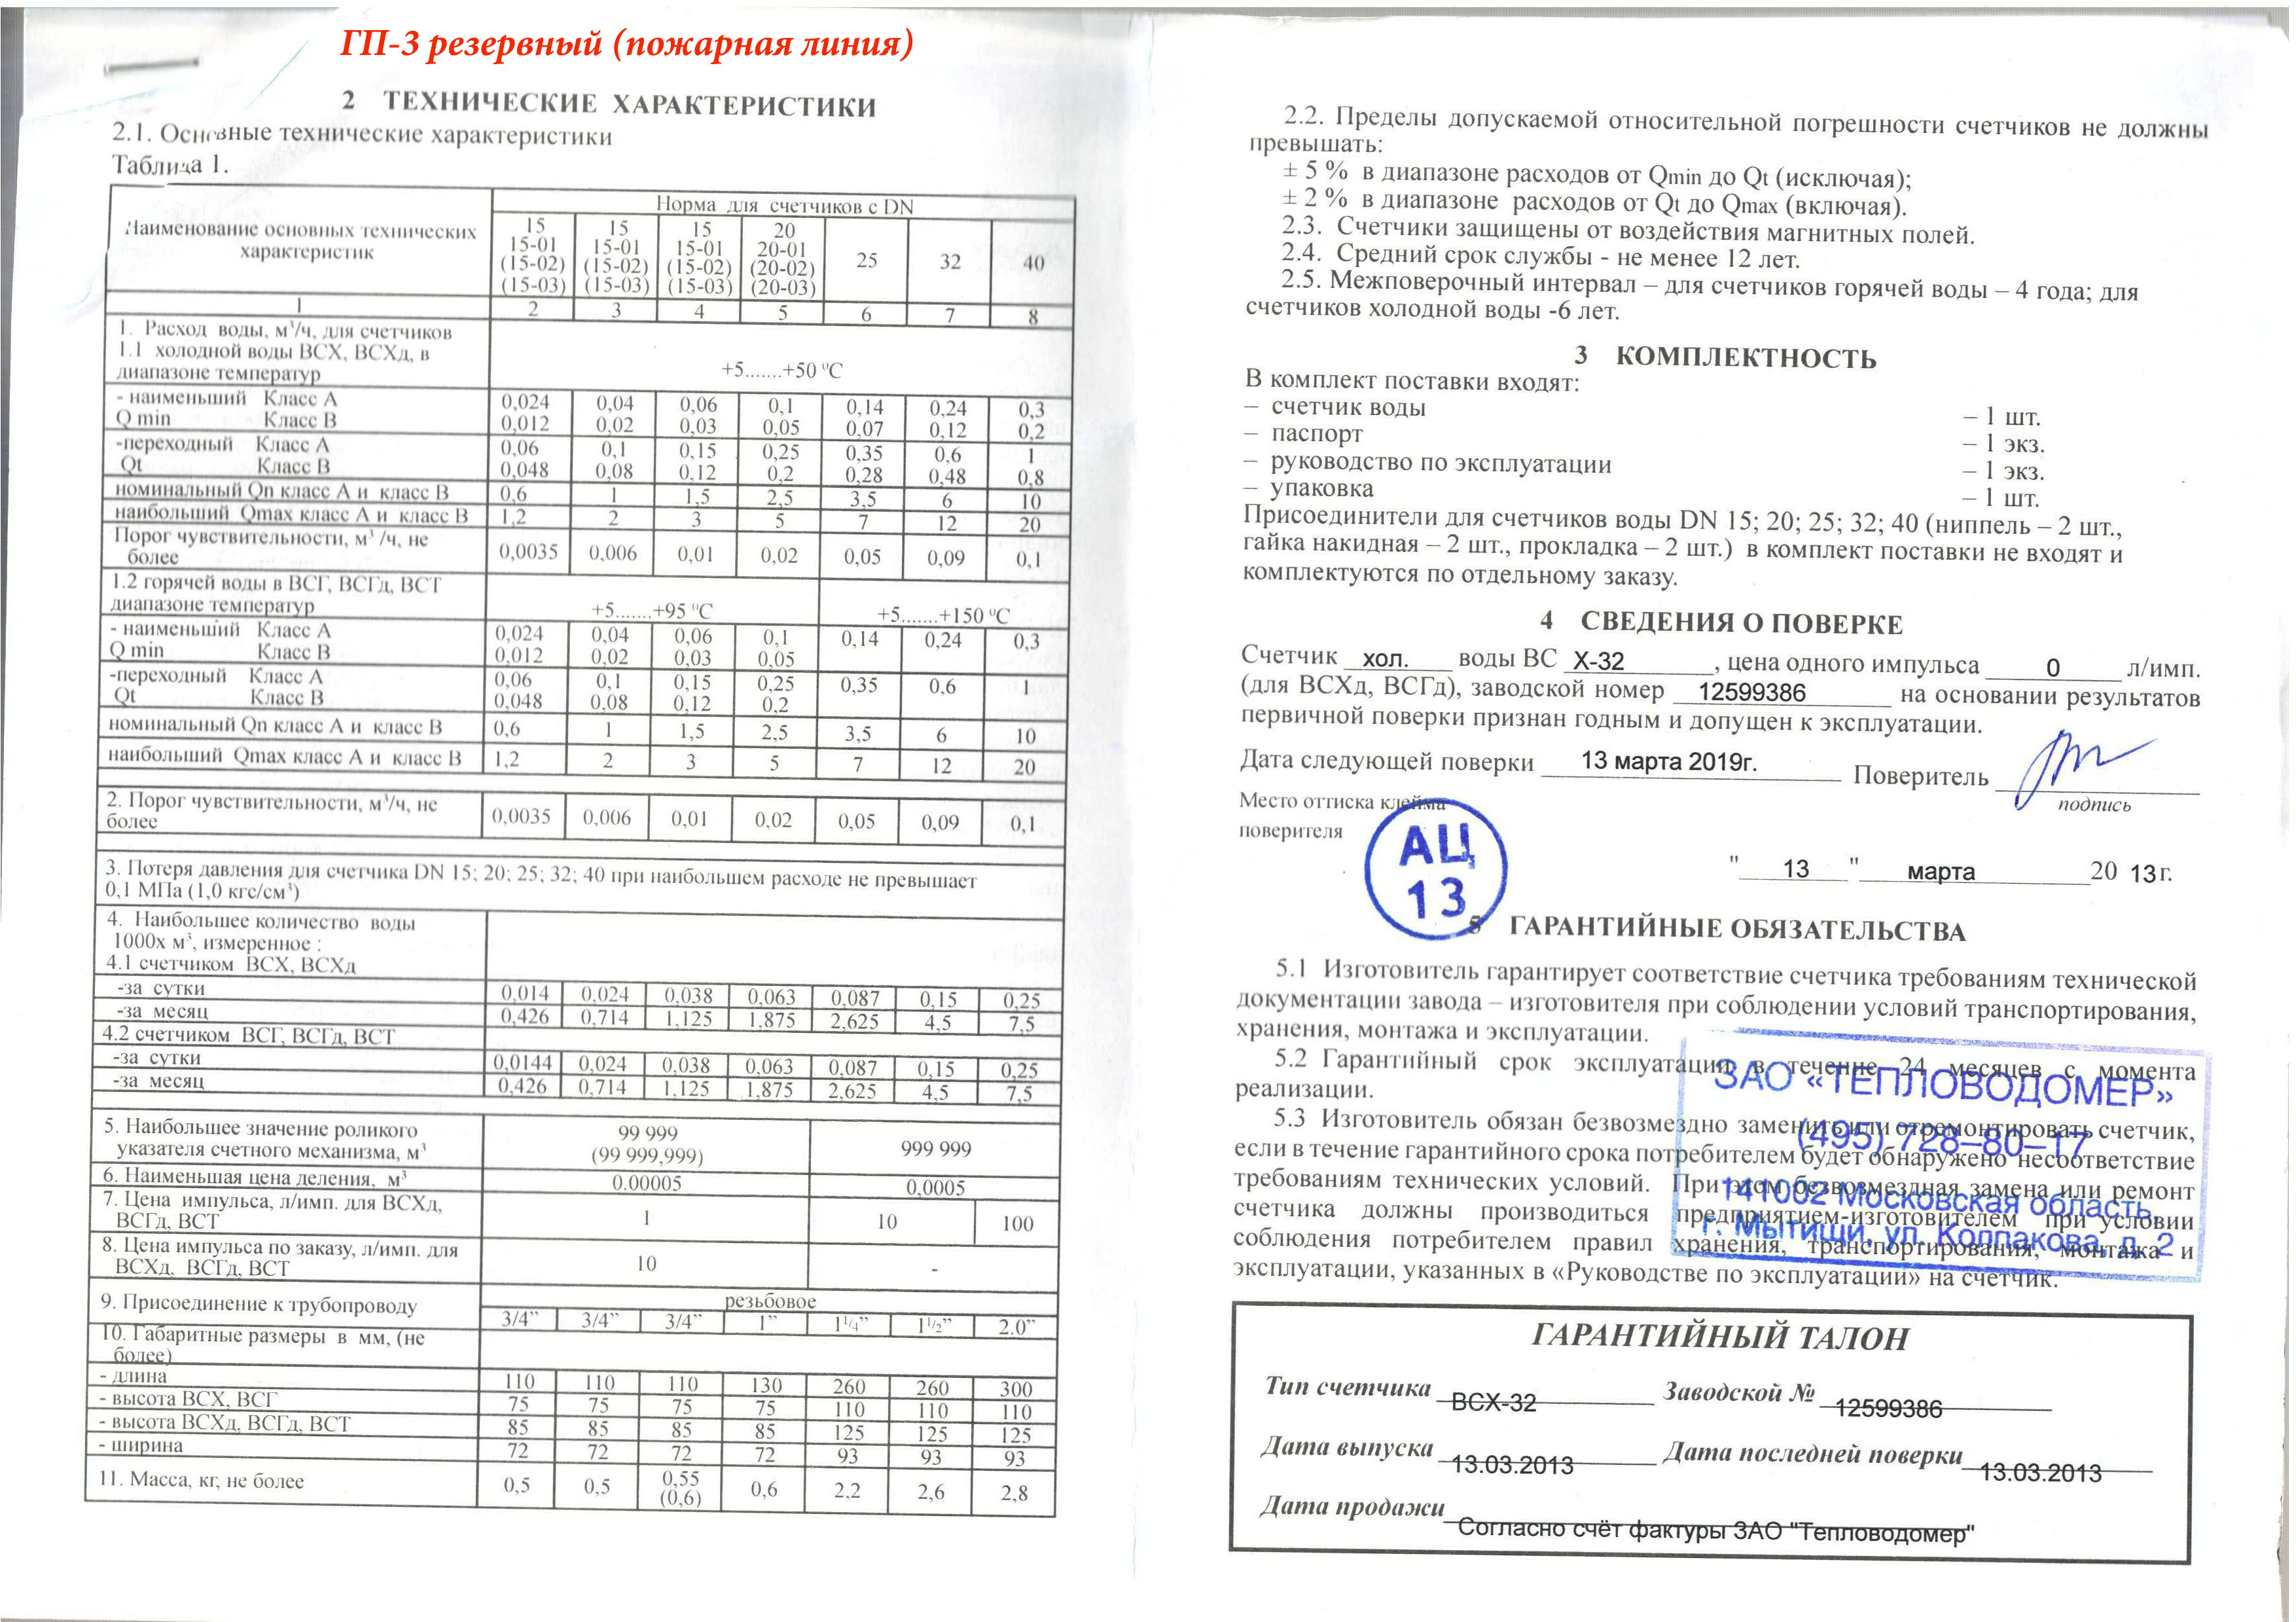 ГП-3 резервный (пожарная линия)
2 ТЕХНИЧЕСКИЕ ХАРАКТЕРИСТИКИ
2.1. Основные технические характеристики
Таблица 1.
Наименование основных технических характеристик
Норма для счетчиков с DN
15 15 15 20 25 32 40
15-01 15-01 15-01 20-01
(15-02) (15-02) (15-02) (20-02)
(15-03) (15-03) (15-03) (20-03)
1 2 3 4 5 6 7 8
1. Расход воды, м³/ч, для счетчиков
1.1 холодной воды ВСХ, ВСХд, в
диапазоне температур +5.......+50 ºС
- наименьший Класс А 0,024 0,04 0,06 0,1 0,14 0,24 0,3
Q min Класс В 0,012 0,02 0,03 0,05 0,07 0,12 0,2
-переходный Класс А 0,06 0,1 0,15 0,25 0,35 0,6 1
Qt Класс В 0,048 0,08 0,12 0,2 0,28 0,48 0,8
номинальный Qn класс А и класс В 0,6 1 1,5 2,5 3,5 6 10
наибольший Qmax класс А и класс В 1,2 2 3 5 7 12 20
Порог чувствительности, м³ /ч, не
более 0,0035 0,006 0,01 0,02 0,05 0,09 0,1
1.2 горячей воды в ВСГ, ВСГд, ВСТ
диапазоне температур +5.......+95 ºС +5.......+150 ºС
- наименьший Класс А 0,024 0,04 0,06 0,1 0,14 0,24 0,3
Q min Класс В 0,012 0,02 0,03 0,05
-переходный Класс А 0,06 0,1 0,15 0,25 0,35 0,6 1
Qt Класс В 0,048 0,08 0,12 0,2
номинальный Qn класс А и класс В 0,6 1 1,5 2,5 3,5 6 10
наибольший Qmax класс А и класс В 1,2 2 3 5 7 12 20
2. Порог чувствительности, м³/ч, не
более 0,0035 0,006 0,01 0,02 0,05 0,09 0,1
3. Потеря давления для счетчика DN 15; 20; 25; 32; 40 при наибольшем расходе не превышает
0,1 МПа (1,0 кгс/см³)
4. Наибольшее количество воды
1000х м³, измеренное :
4.1 счетчиком ВСХ, ВСХд
-за сутки 0,014 0,024 0,038 0,063 0,087 0,15 0,25
-за месяц 0,426 0,714 1,125 1,875 2,625 4,5 7,5
4.2 счетчиком ВСГ, ВСГд, ВСТ
-за сутки 0,0144 0,024 0,038 0,063 0,087 0,15 0,25
-за месяц 0,426 0,714 1,125 1,875 2,625 4,5 7,5
5. Наибольшее значение роликого 99 999 999 999
указателя счетного механизма, м³ (99 999,999)
6. Наименьшая цена деления, м³ 0.00005 0,0005
7. Цена импульса, л/имп. для ВСХд,
ВСГд, ВСТ 1 10 100
8. Цена импульса по заказу, л/имп. для
ВСХд, ВСГд, ВСТ 10 -
9. Присоединение к трубопроводу резьбовое
3/4” 3/4” 3/4” 1” 1¹/₄” 1¹/₂” 2.0”
10. Габаритные размеры в мм, (не
более)
- длина 110 110 110 130 260 260 300
- высота ВСХ, ВСГ 75 75 75 75 110 110 110
- высота ВСХд, ВСГд, ВСТ 85 85 85 85 125 125 125
- ширина 72 72 72 72 93 93 93
11. Масса, кг, не более 0,5 0,5 0,55 (0,6) 0,6 2,2 2,6 2,8
2.2. Пределы допускаемой относительной погрешности счетчиков не должны
превышать:
± 5 % в диапазоне расходов от Qmin до Qt (исключая);
± 2 % в диапазоне расходов от Qt до Qmax (включая).
2.3. Счетчики защищены от воздействия магнитных полей.
2.4. Средний срок службы - не менее 12 лет.
2.5. Межповерочный интервал – для счетчиков горячей воды – 4 года; для
счетчиков холодной воды -6 лет.
3 КОМПЛЕКТНОСТЬ
В комплект поставки входят:
– счетчик воды – 1 шт.
– паспорт – 1 экз.
– руководство по эксплуатации – 1 экз.
– упаковка – 1 шт.
Присоединители для счетчиков воды DN 15; 20; 25; 32; 40 (ниппель – 2 шт.,
гайка накидная – 2 шт., прокладка – 2 шт.) в комплект поставки не входят и
комплектуются по отдельному заказу.
4 СВЕДЕНИЯ О ПОВЕРКЕ
Счетчик хол. воды ВС Х-32 , цена одного импульса 0 л/имп.
(для ВСХд, ВСГд), заводской номер 12599386 на основании результатов
первичной поверки признан годным и допущен к эксплуатации.
Дата следующей поверки 13 марта 2019г. Поверитель
подпись
Место оттиска клейма
поверителя
АЦ
13
" 13 " марта 20 13 г.
5 ГАРАНТИЙНЫЕ ОБЯЗАТЕЛЬСТВА
5.1 Изготовитель гарантирует соответствие счетчика требованиям технической
документации завода – изготовителя при соблюдении условий транспортирования,
хранения, монтажа и эксплуатации.
5.2 Гарантийный срок эксплуатации в течение 24 месяцев с момента
реализации.
5.3 Изготовитель обязан безвозмездно заменить или отремонтировать счетчик,
если в течение гарантийного срока потребителем будет обнаружено несоответствие
требованиям технических условий. При этом безвозмездная замена или ремонт
счетчика должны производиться предприятием-изготовителем при условии
соблюдения потребителем правил хранения, транспортирования, монтажа и
эксплуатации, указанных в «Руководстве по эксплуатации» на счетчик.
ЗАО «ТЕПЛОВОДОМЕР»
(495) 728–80–17
141002 Московская область,
г. Мытищи, ул. Колпакова, д. 2
ГАРАНТИЙНЫЙ ТАЛОН
Тип счетчика ВСХ-32 Заводской № 12599386
Дата выпуска 13.03.2013 Дата последней поверки 13.03.2013
Дата продажи Согласно счёт фактуры ЗАО "Тепловодомер"